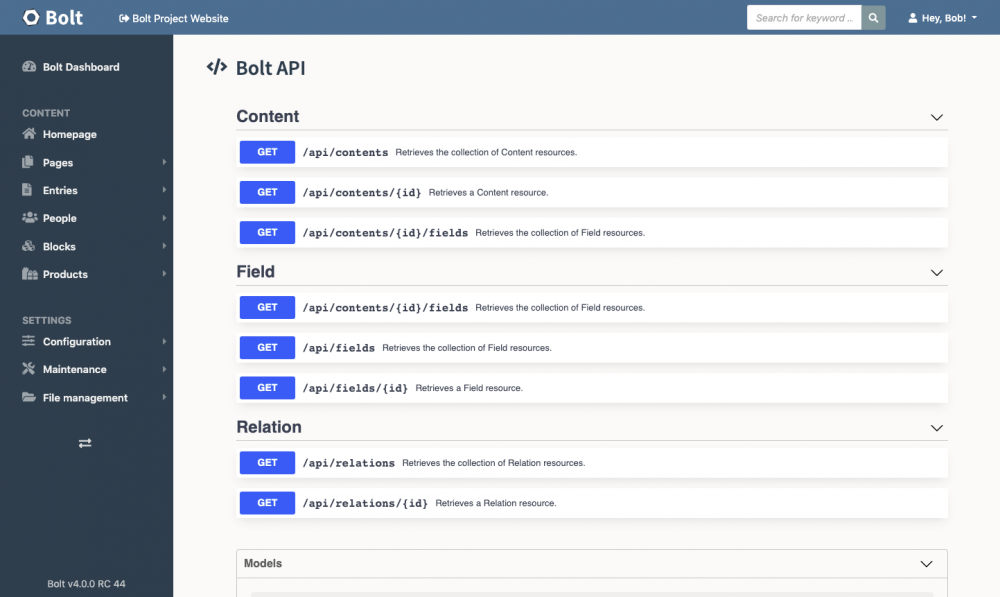 Bolt
Bolt Project Website
Search for keyword ..
Hey, Bob!
Bolt Dashboard
CONTENT
Homepage
Pages
Entries
People
Blocks
Products
SETTINGS
Configuration
Maintenance
File management
Bolt v4.0.0 RC 44
</> Bolt API
Content
GET /api/contents Retrieves the collection of Content resources.
GET /api/contents/{id} Retrieves a Content resource.
GET /api/contents/{id}/fields Retrieves the collection of Field resources.
Field
GET /api/contents/{id}/fields Retrieves the collection of Field resources.
GET /api/fields Retrieves the collection of Field resources.
GET /api/fields/{id} Retrieves a Field resource.
Relation
GET /api/relations Retrieves the collection of Relation resources.
GET /api/relations/{id} Retrieves a Relation resource.
Models